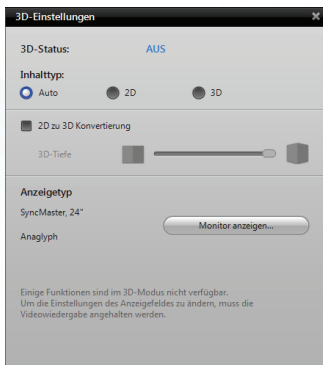 3D-Einstellungen
3D-Status: AUS
Inhalttyp:
Auto 2D 3D
2D zu 3D Konvertierung
3D-Tiefe
Anzeigetyp
SyncMaster, 24"
Monitor anzeigen...
Anaglyph
Einige Funktionen sind im 3D-Modus nicht verfügbar.
Um die Einstellungen des Anzeigefeldes zu ändern, muss die
Videowiedergabe angehalten werden.